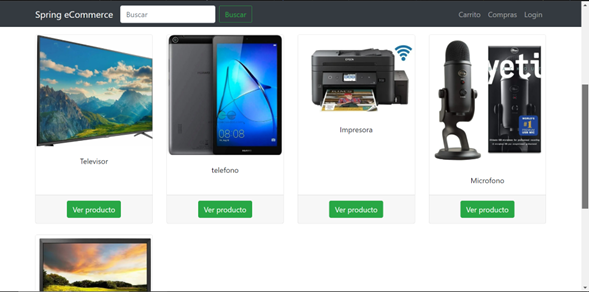 Spring eCommerce
Buscar
Buscar
Carrito
Compras
Login
08:08
EPSON
yeti
Televisor
telefono
Impresora
Microfono
Ver producto
Ver producto
Ver producto
Ver producto